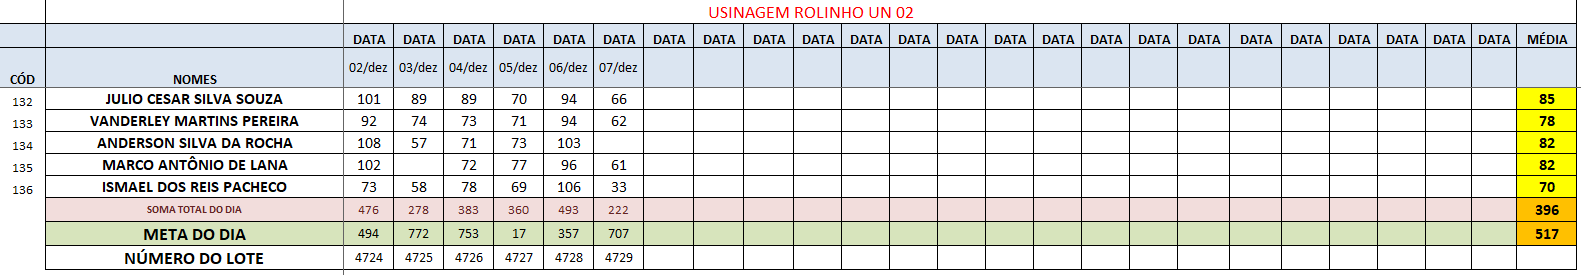 USINAGEM ROLINHO UN 02
DATA DATA DATA DATA DATA DATA DATA DATA DATA DATA DATA DATA DATA DATA DATA DATA DATA DATA DATA DATA DATA DATA DATA MÉDIA
CÓD NOMES 02/dez 03/dez 04/dez 05/dez 06/dez 07/dez
132 JULIO CESAR SILVA SOUZA 101 89 89 70 94 66 85
133 VANDERLEY MARTINS PEREIRA 92 74 73 71 94 62 78
134 ANDERSON SILVA DA ROCHA 108 57 71 73 103 82
135 MARCO ANTÔNIO DE LANA 102 72 77 96 61 82
136 ISMAEL DOS REIS PACHECO 73 58 78 69 106 33 70
SOMA TOTAL DO DIA 476 278 383 360 493 222 396
META DO DIA 494 772 753 17 357 707 517
NÚMERO DO LOTE 4724 4725 4726 4727 4728 4729